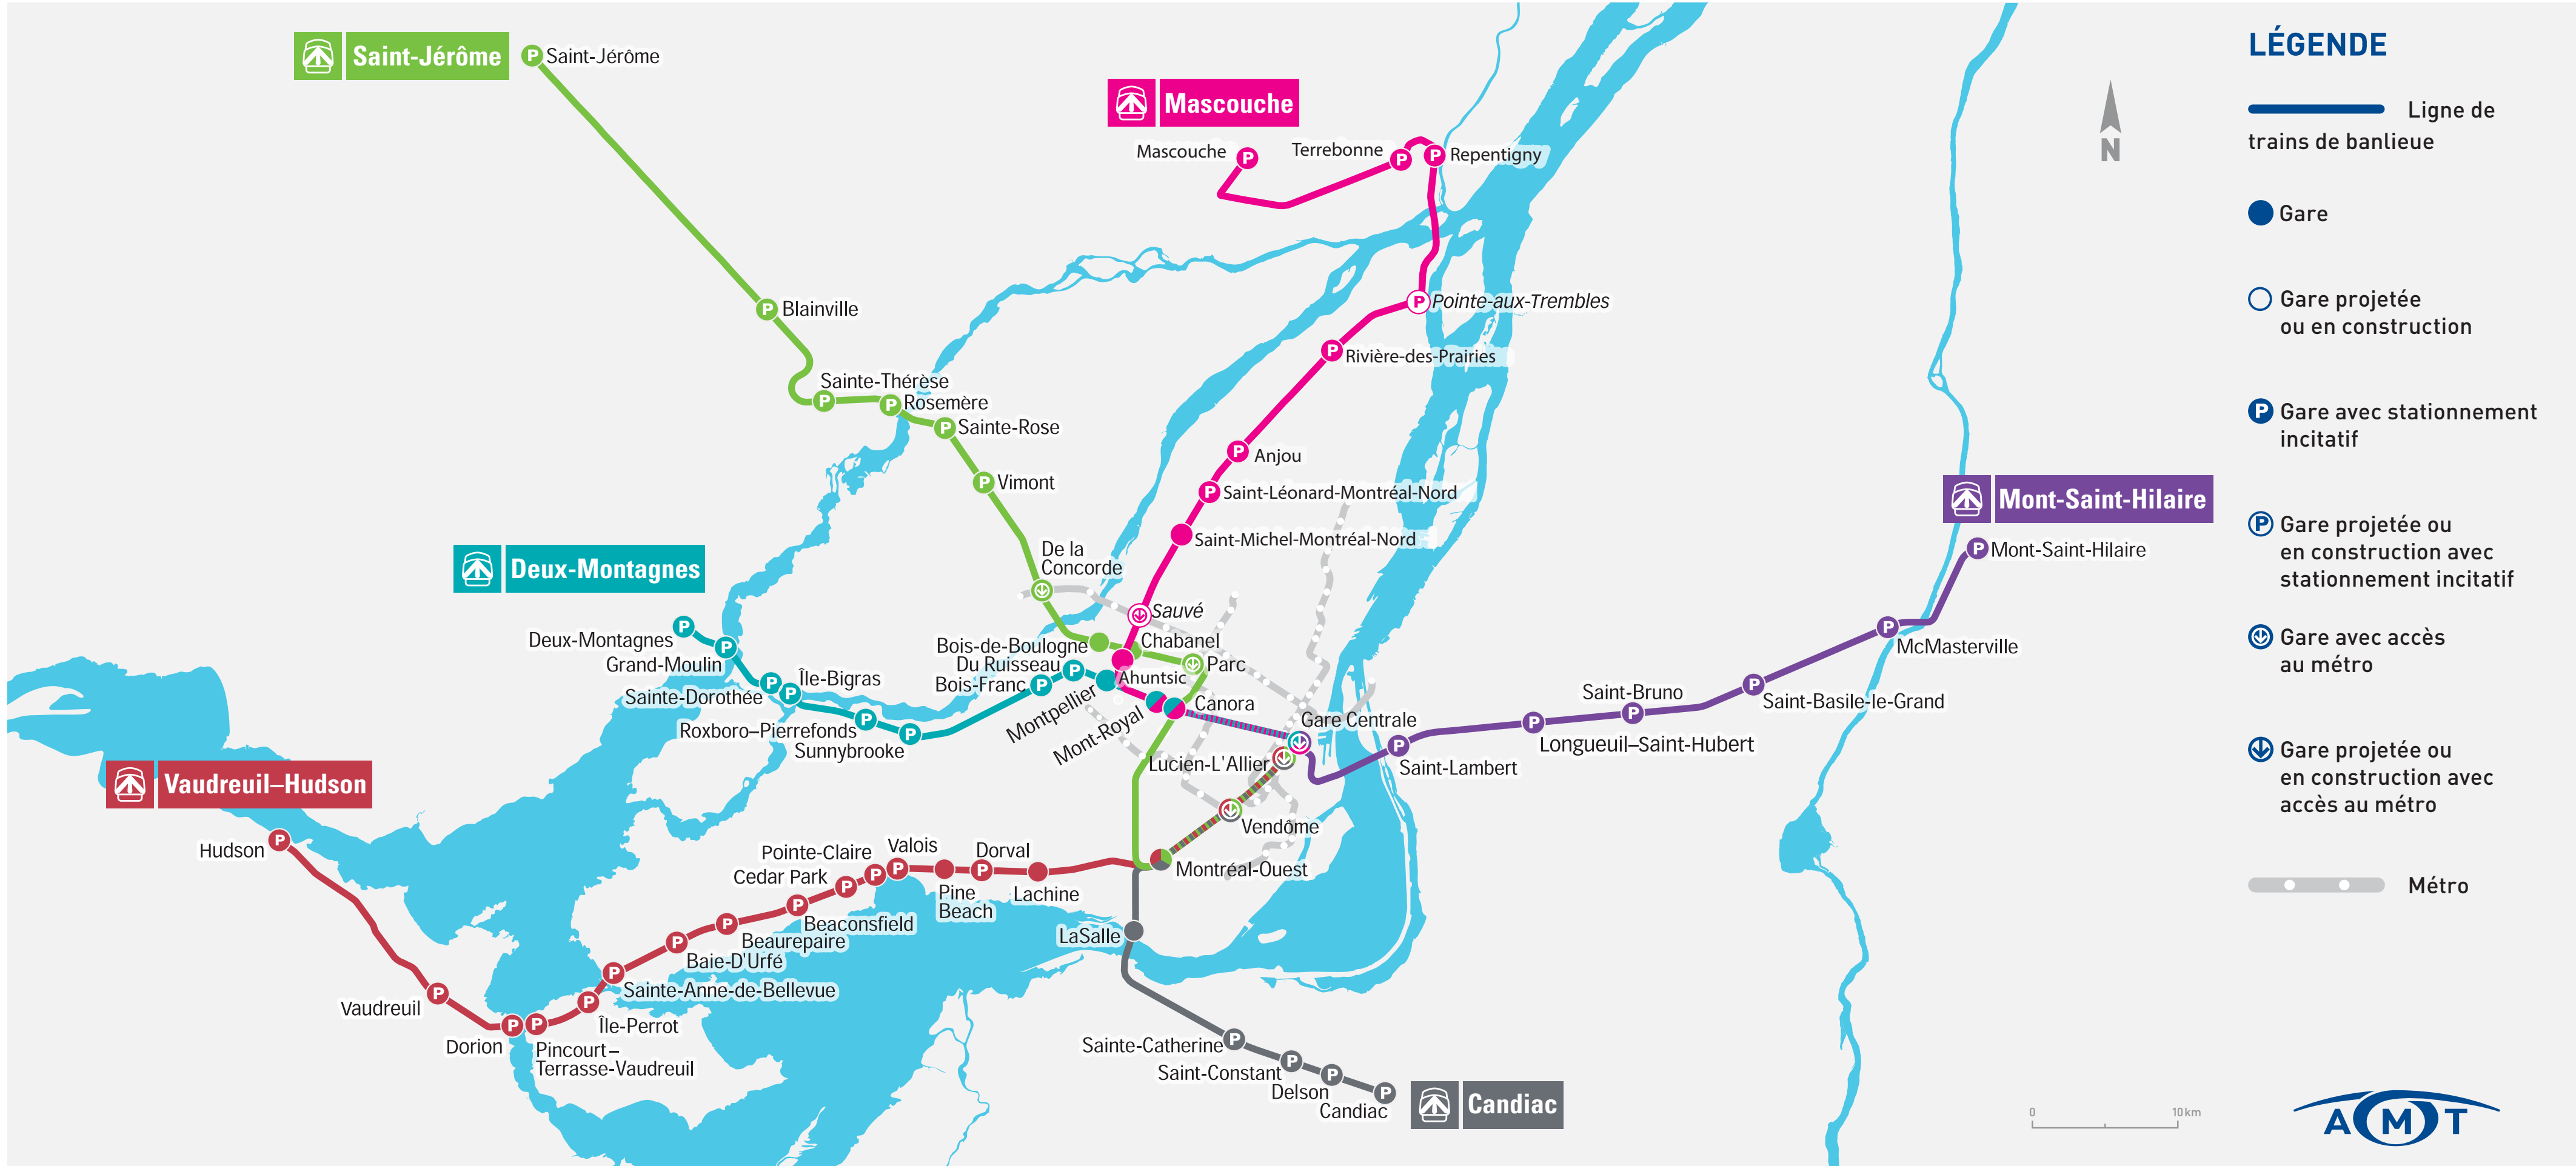 Saint-Jérôme
Saint-Jérôme
Blainville
Sainte-Thérèse
Rosemère
Sainte-Rose
Vimont
De la
Concorde
Bois-de-Boulogne
Chabanel
Parc
Mascouche
Mascouche
Terrebonne
Repentigny
Pointe-aux-Trembles
Rivière-des-Prairies
Anjou
Saint-Léonard-Montréal-Nord
Saint-Michel-Montréal-Nord
Sauvé
Ahuntsic
Deux-Montagnes
Deux-Montagnes
Grand-Moulin
Sainte-Dorothée
Île-Bigras
Roxboro–Pierrefonds
Sunnybrooke
Bois-Franc
Du Ruisseau
Montpellier
Mont-Royal
Canora
Gare Centrale
Lucien-L'Allier
Vendôme
Montréal-Ouest
Mont-Saint-Hilaire
Mont-Saint-Hilaire
McMasterville
Saint-Basile-le-Grand
Saint-Bruno
Longueuil–Saint-Hubert
Saint-Lambert
Vaudreuil–Hudson
Hudson
Vaudreuil
Dorion
Pincourt–
Terrasse-Vaudreuil
Île-Perrot
Sainte-Anne-de-Bellevue
Baie-D'Urfé
Beaurepaire
Beaconsfield
Cedar Park
Pointe-Claire
Valois
Pine
Beach
Dorval
Lachine
LaSalle
Sainte-Catherine
Saint-Constant
Delson
Candiac
Candiac
N
LÉGENDE
Ligne de
trains de banlieue
Gare
Gare projetée
ou en construction
P Gare avec stationnement
incitatif
P Gare projetée ou
en construction avec
stationnement incitatif
Gare avec accès
au métro
Gare projetée ou
en construction avec
accès au métro
Métro
0 10 km
AMT